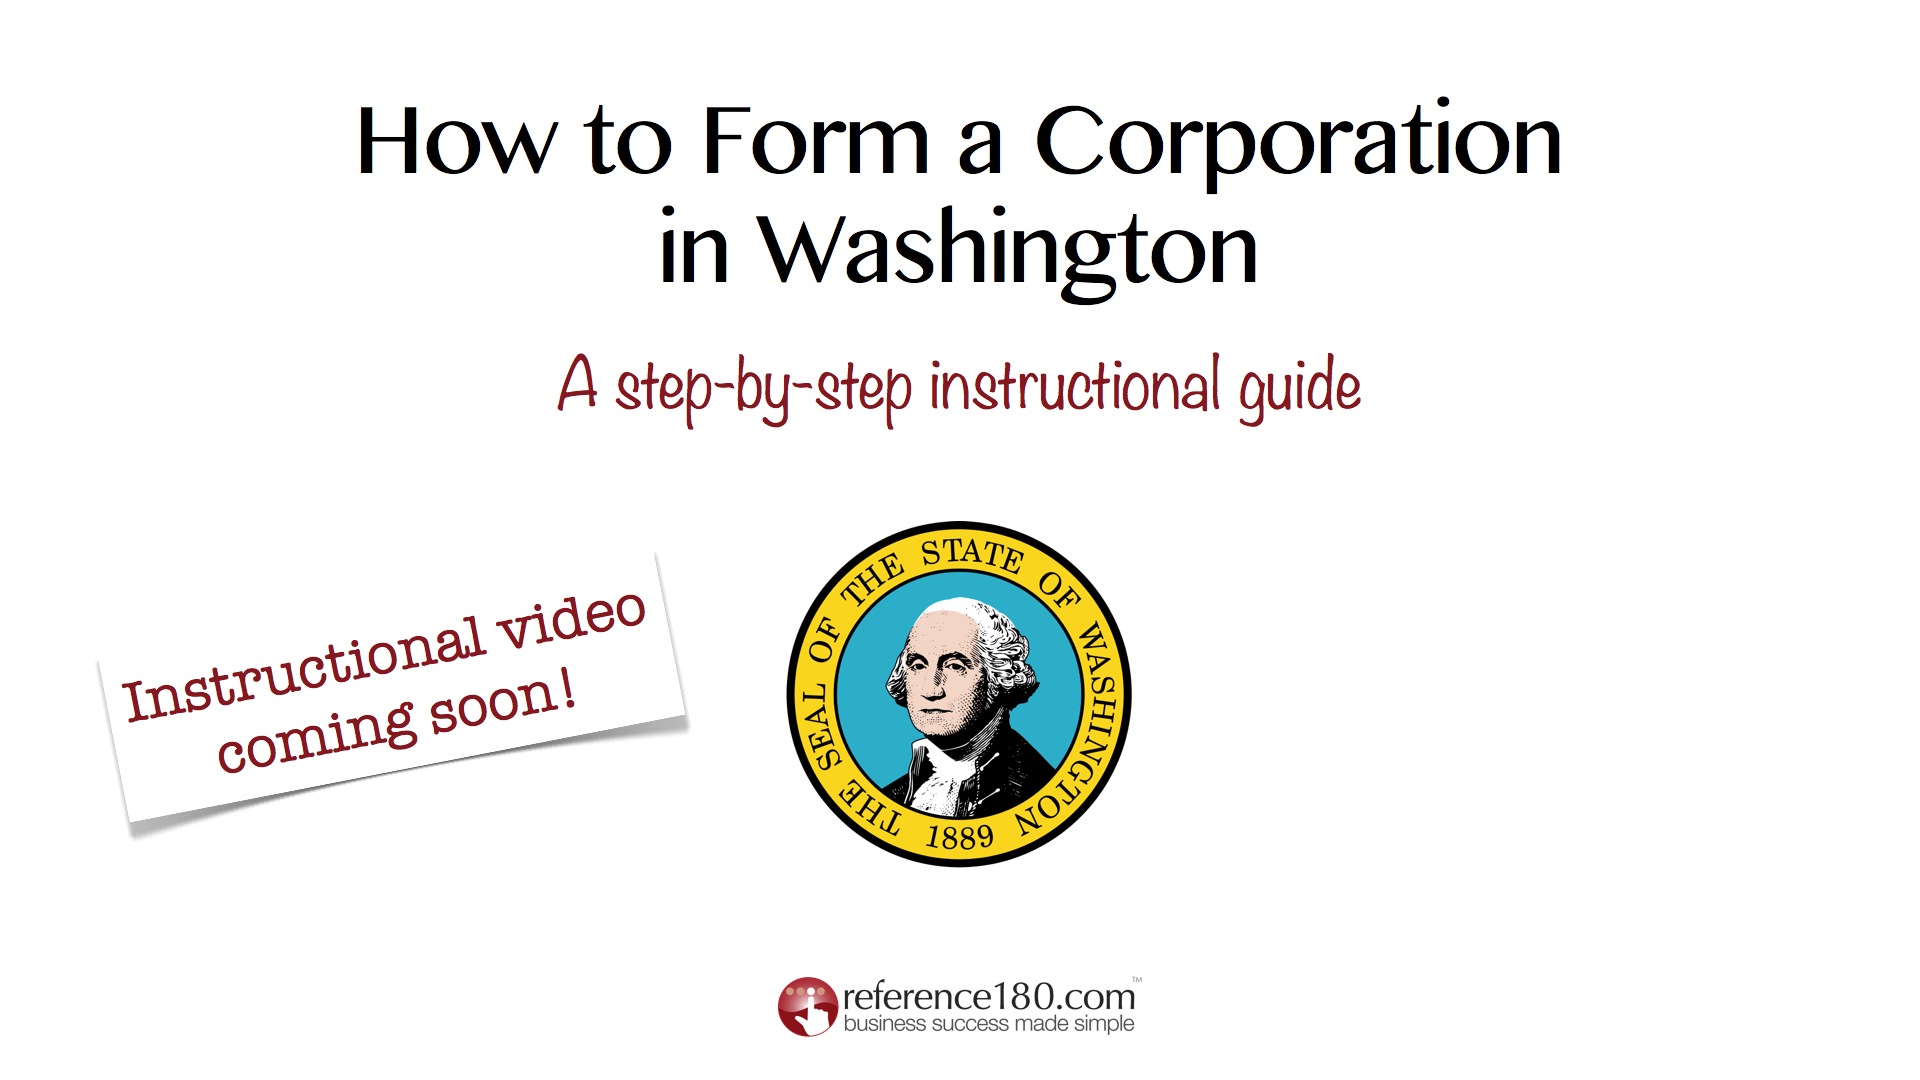 How to Form a Corporation
in Washington
A step-by-step instructional guide
Instructional video
coming soon!
THE SEAL OF THE STATE OF WASHINGTON
1889
reference180.com™
business success made simple